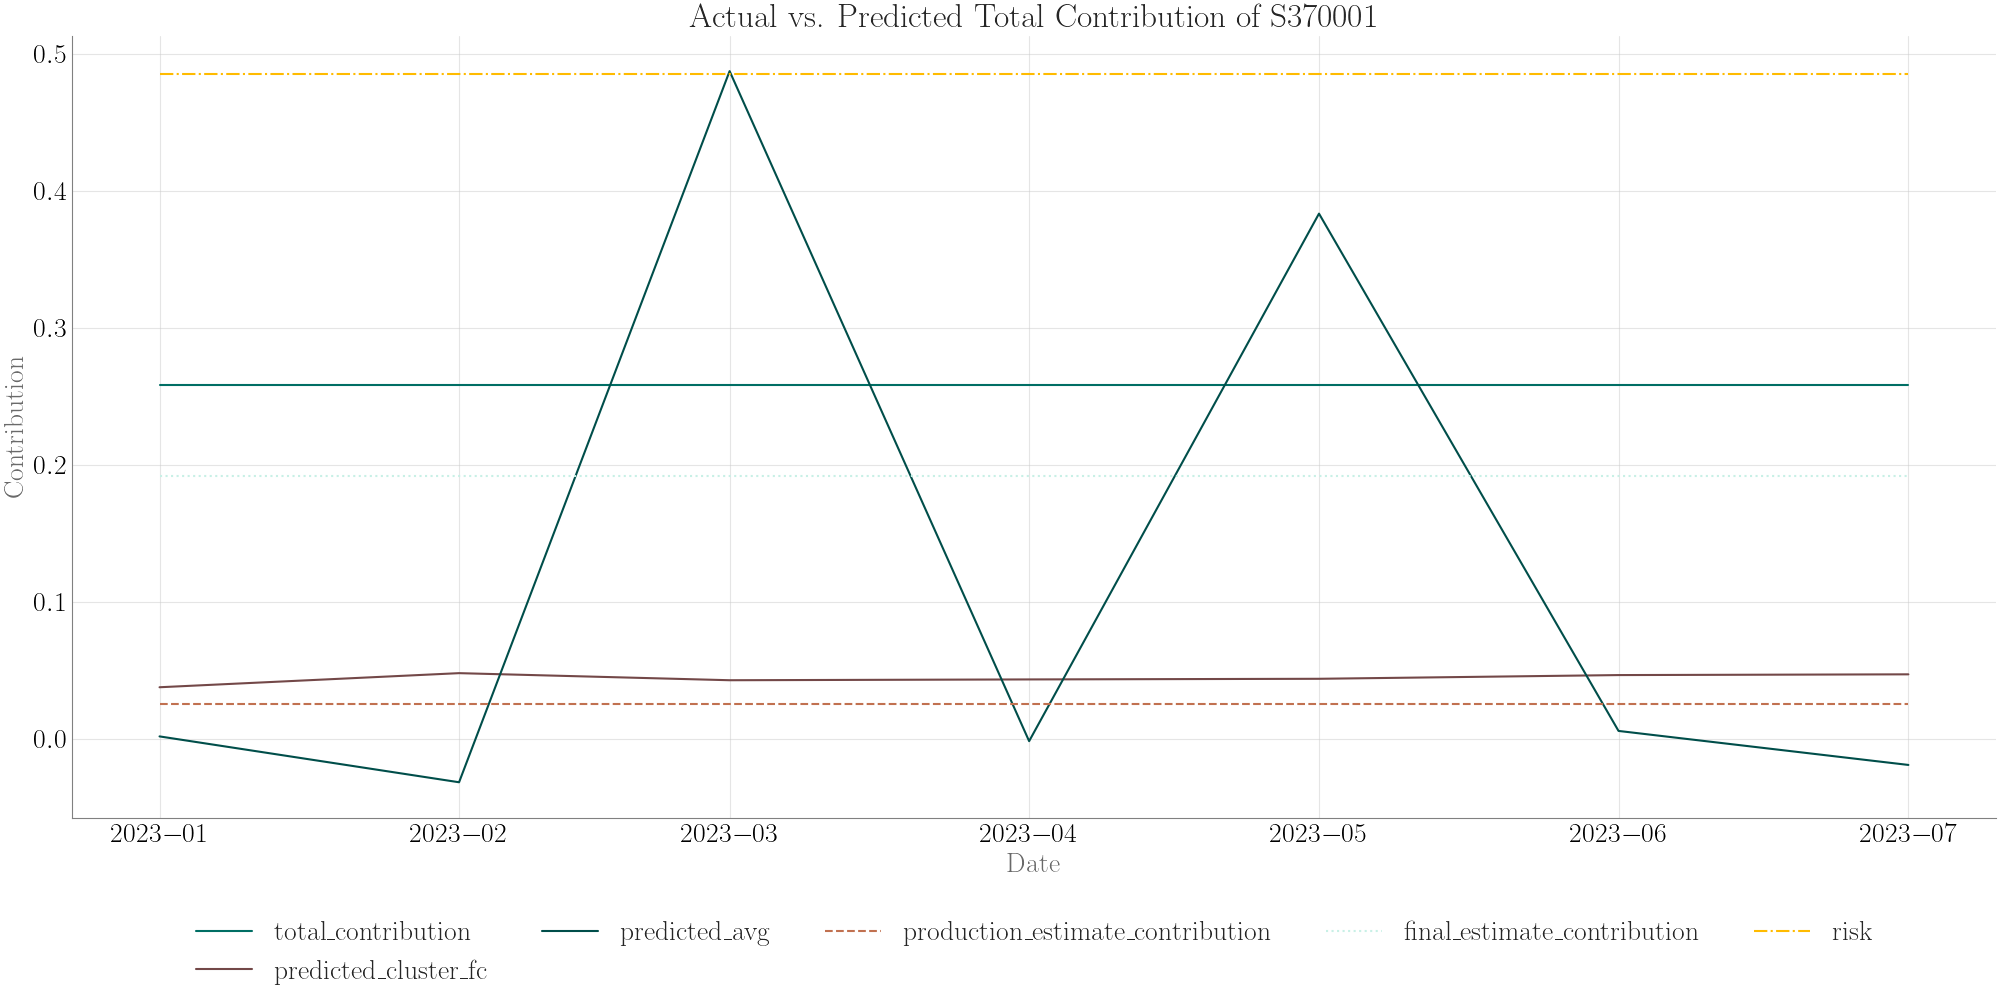 Actual vs. Predicted Total Contribution of S370001
0.5
0.4
0.3
0.2
0.1
0.0
Contribution
2023–01 2023–02 2023–03 2023–04 2023–05 2023–06 2023–07
Date
total_contribution predicted_avg production_estimate_contribution final_estimate_contribution risk
predicted_cluster_fc